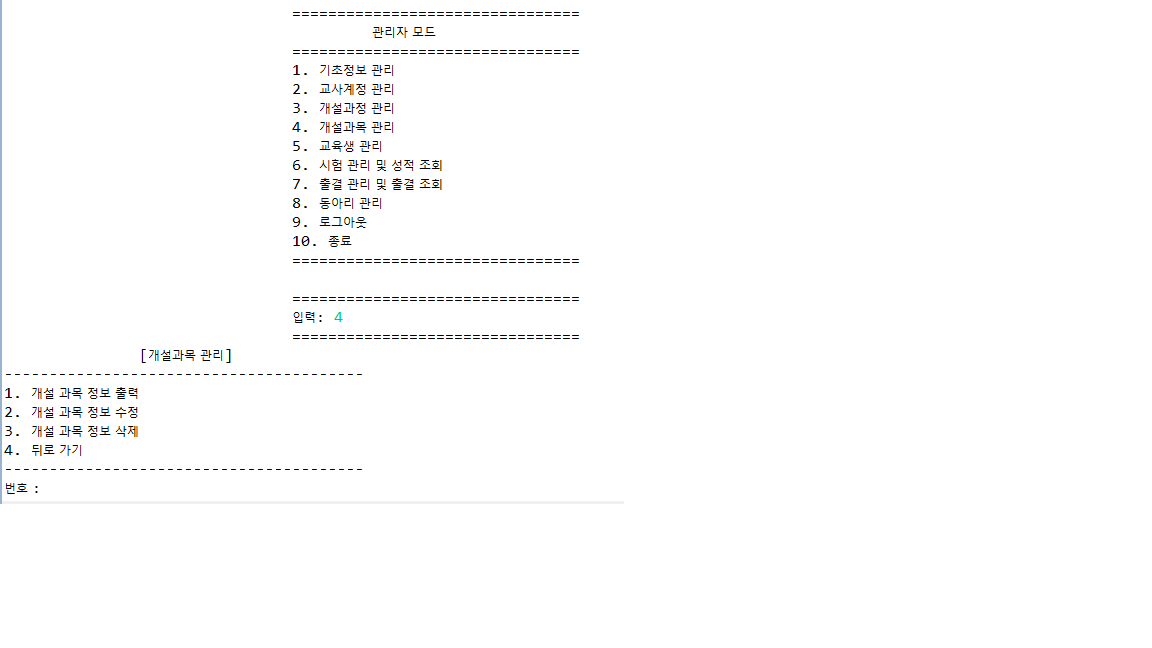 ================================
관리자 모드
================================
1. 기초정보 관리
2. 교사계정 관리
3. 개설과정 관리
4. 개설과목 관리
5. 교육생 관리
6. 시험 관리 및 성적 조회
7. 출결 관리 및 출결 조회
8. 동아리 관리
9. 로그아웃
10. 종료
================================
================================
입력: 4
================================
[개설과목 관리]
----------------------------------------
1. 개설 과목 정보 출력
2. 개설 과목 정보 수정
3. 개설 과목 정보 삭제
4. 뒤로 가기
----------------------------------------
번호 :